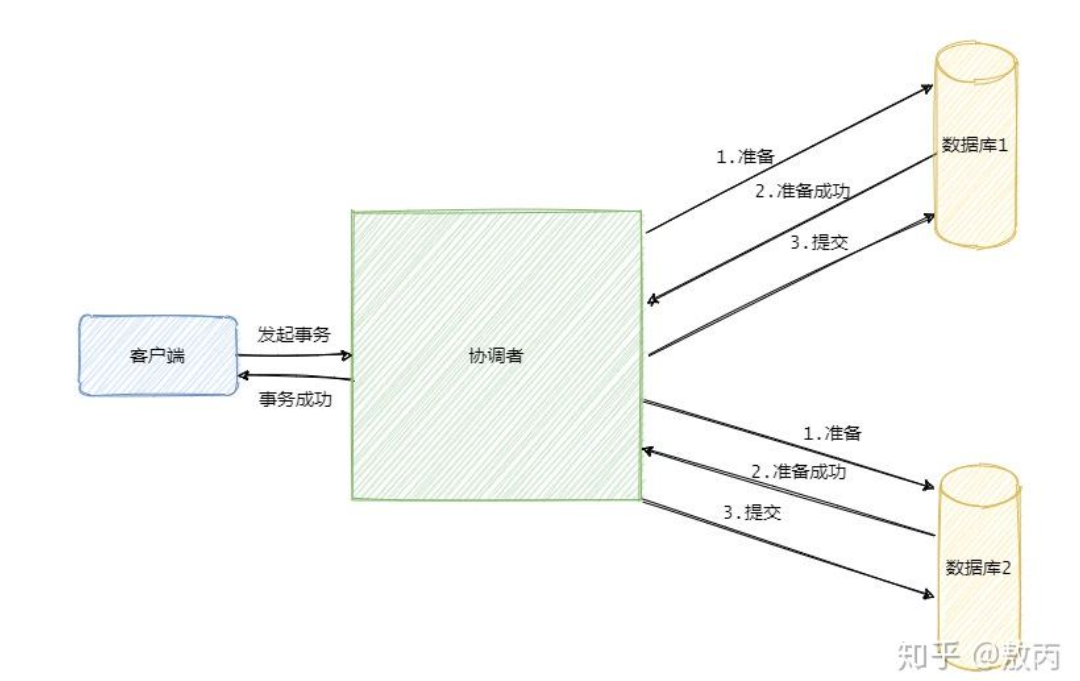 1.准备
数据库1
2.准备成功
3.提交
发起事务
客户端
协调者
事务成功
1.准备
2.准备成功
3.提交
数据库2
知乎 @敖丙